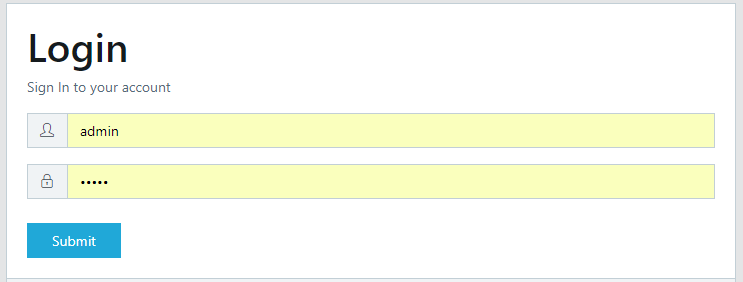 Login
Sign In to your account
admin
•••••
Submit